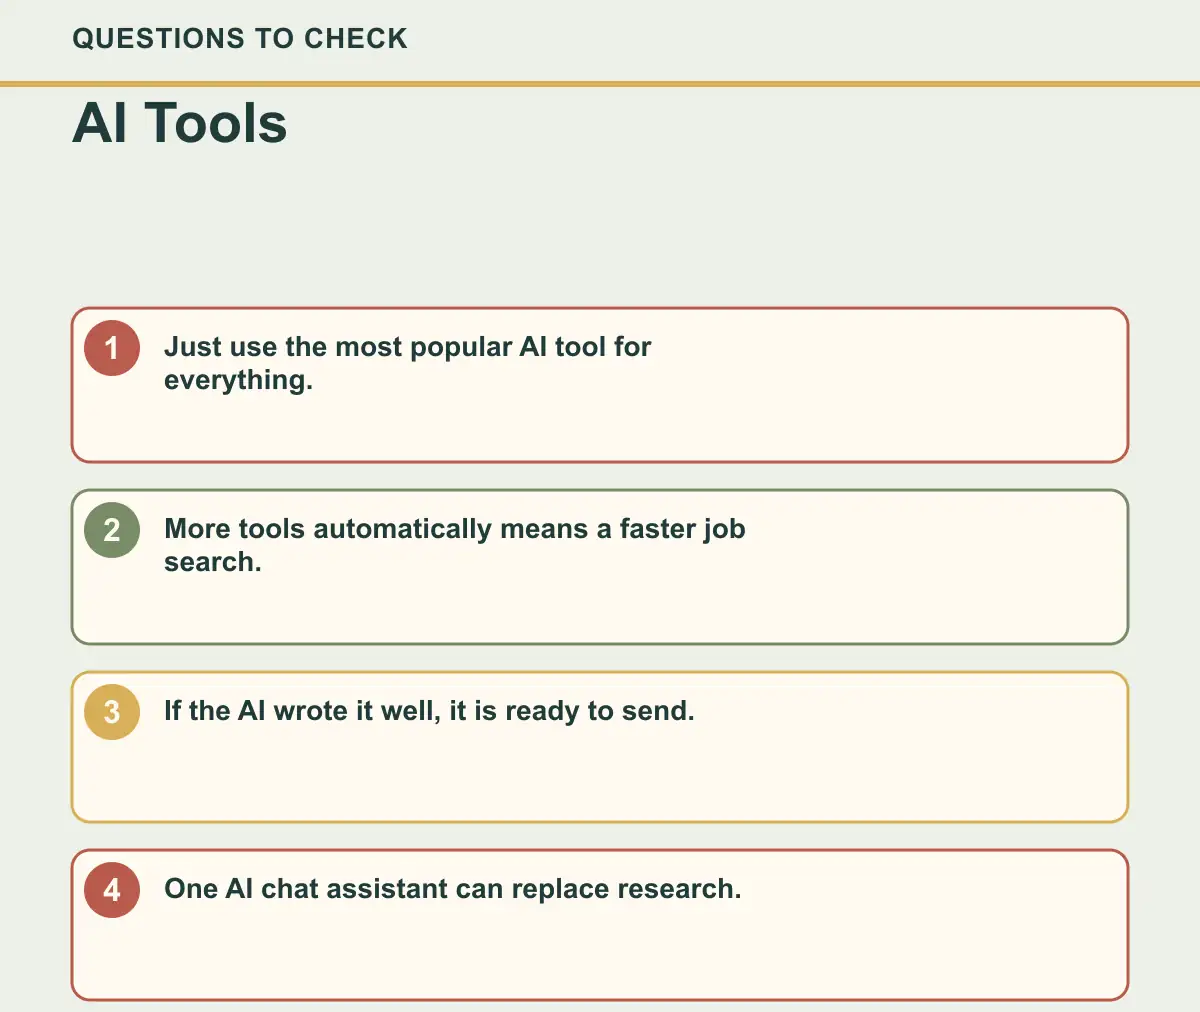 QUESTIONS TO CHECK
AI Tools
1
Just use the most popular AI tool for
everything.
2
More tools automatically means a faster job
search.
3
If the AI wrote it well, it is ready to send.
4
One AI chat assistant can replace research.